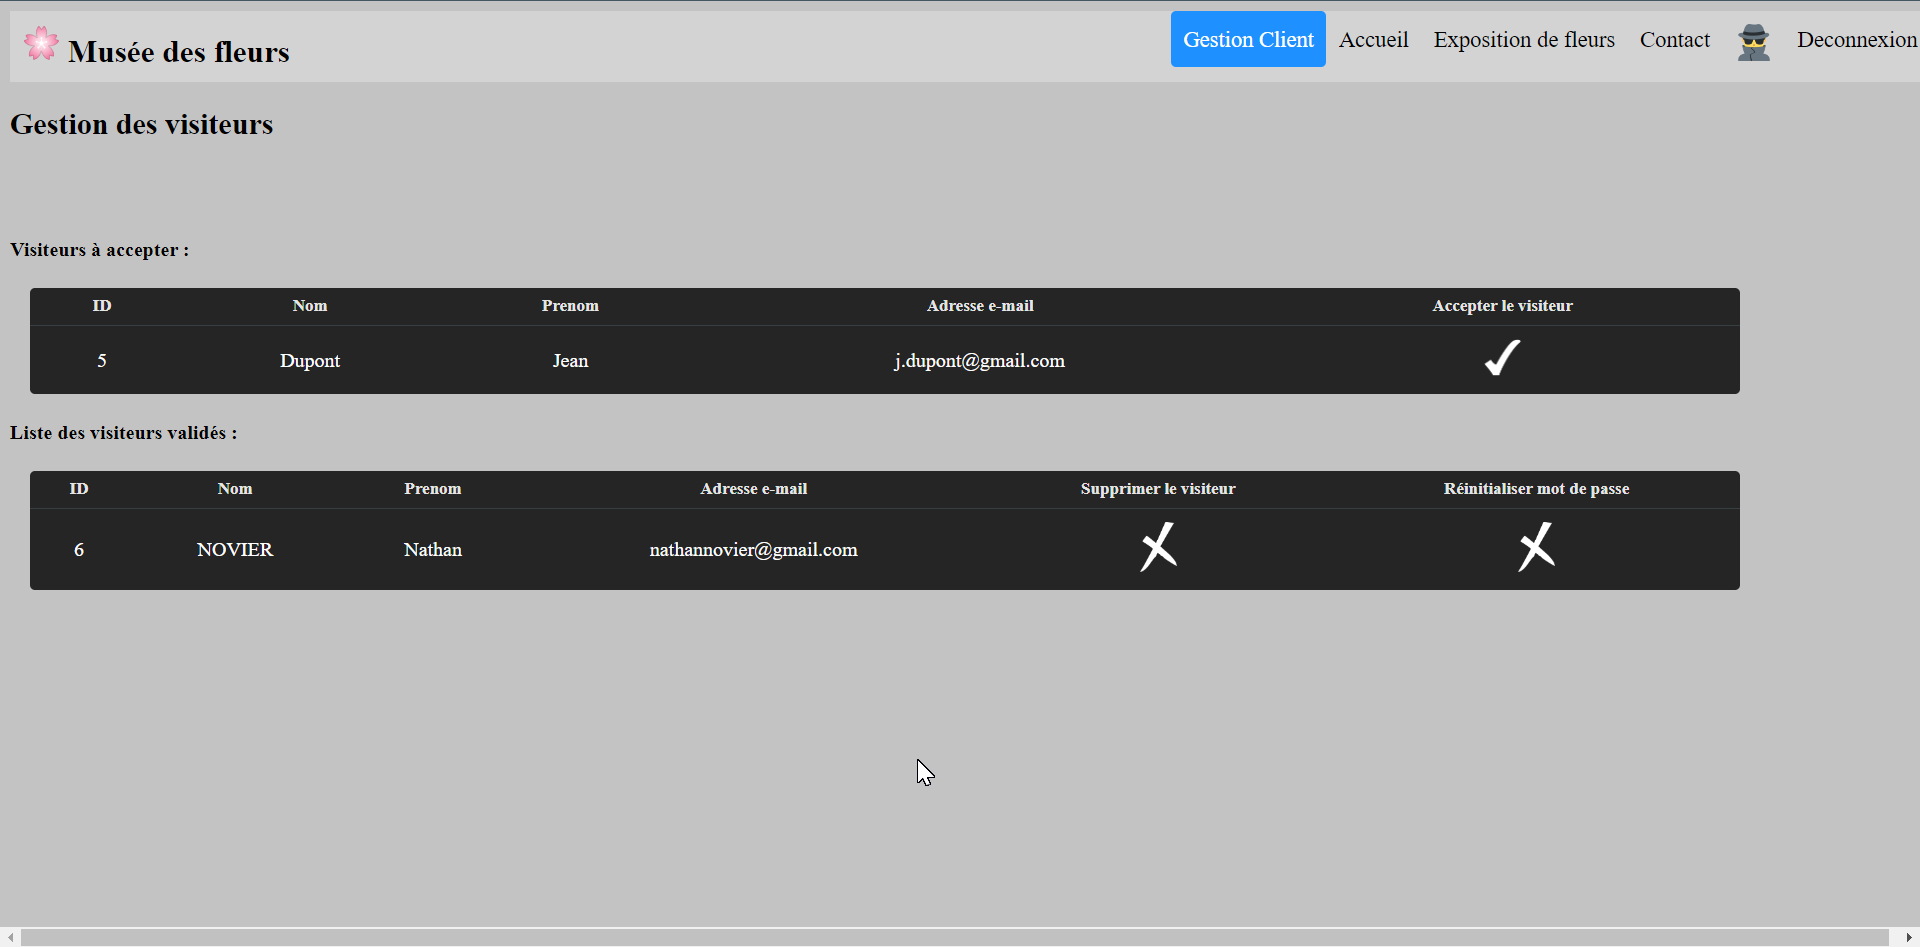 Musée des fleurs
Gestion Client Accueil Exposition de fleurs Contact Deconnexion
Gestion des visiteurs
Visiteurs à accepter :
ID Nom Prenom Adresse e-mail Accepter le visiteur
5 Dupont Jean j.dupont@gmail.com
Liste des visiteurs validés :
ID Nom Prenom Adresse e-mail Supprimer le visiteur Réinitialiser mot de passe
6 NOVIER Nathan nathannovier@gmail.com